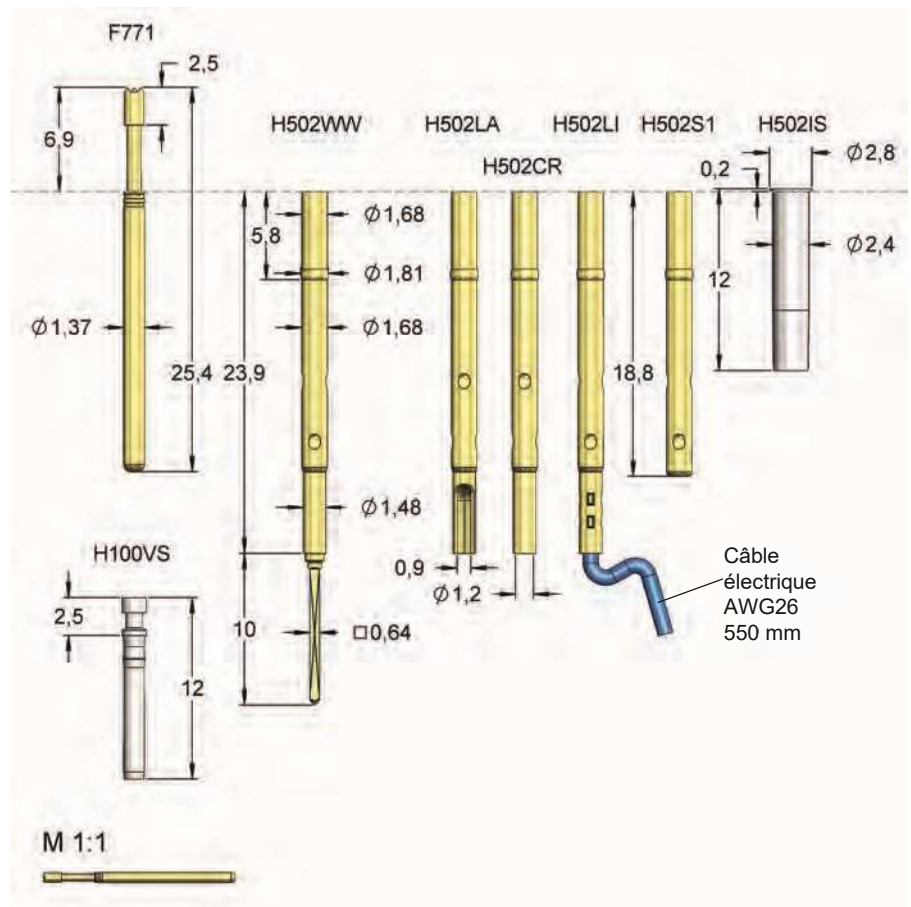 F771
2,5
6,9
H502WW
H502LA
H502LI
H502S1
H502IS
H502CR
0,2
Ø2,8
Ø1,68
5,8
Ø1,81
Ø2,4
12
Ø1,37
Ø1,68
25,4
23,9
18,8
Ø1,48
H100VS
0,9
Ø1,2
Câble
électrique
AWG26
550 mm
2,5
10
□0,64
12
M 1:1